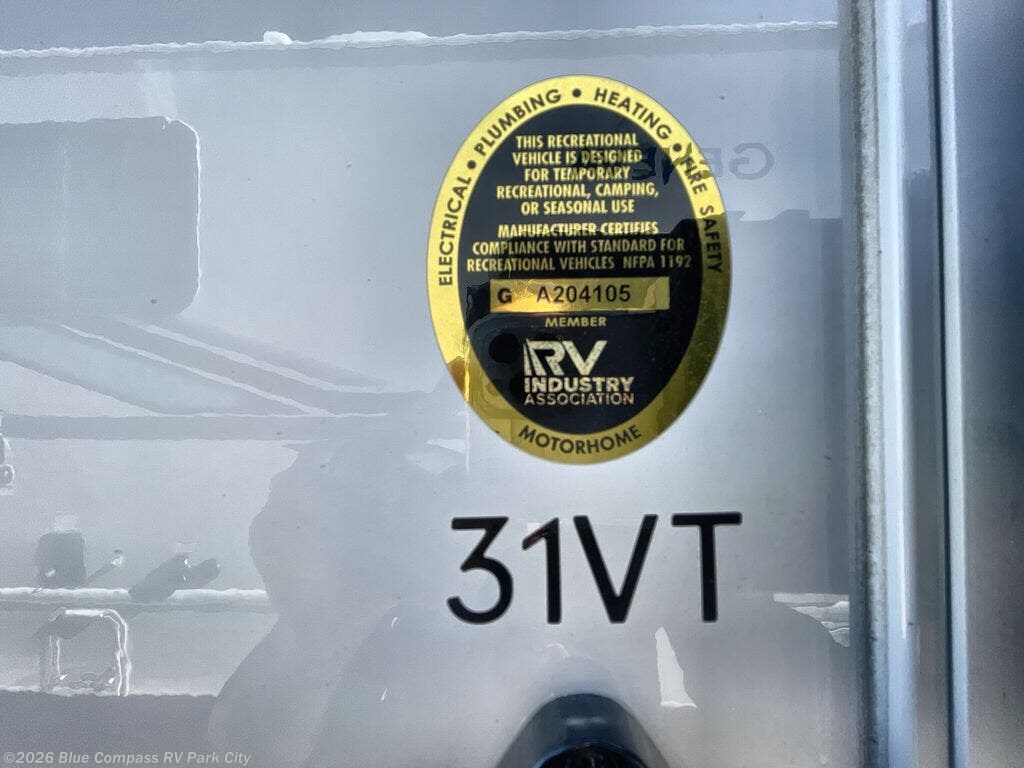 ELECTRICAL • PLUMBING • HEATING • FIRE SAFETY
THIS RECREATIONAL
VEHICLE IS DESIGNED
FOR TEMPORARY
RECREATIONAL, CAMPING,
OR SEASONAL USE
MANUFACTURER CERTIFIES
COMPLIANCE WITH STANDARD FOR
RECREATIONAL VEHICLES NFPA 1192
G A204105
MEMBER
RV
INDUSTRY
ASSOCIATION
MOTORHOME
31VT
©2026 Blue Compass RV Park City